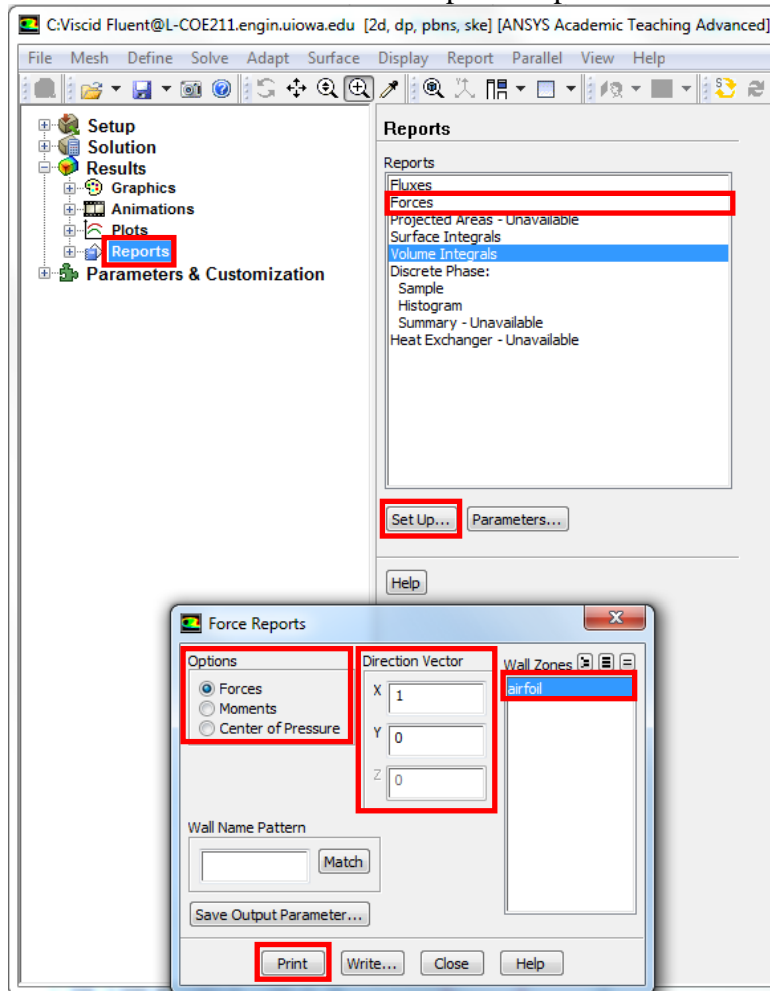 C:Viscid Fluent@L-COE211.engin.uiowa.edu [2d, dp, pbns, ske] [ANSYS Academic Teaching Advanced]
File Mesh Define Solve Adapt Surface Display Report Parallel View Help
Setup
Solution
Results
Graphics
Animations
Plots
Reports
Parameters & Customization
Reports
Reports
Fluxes
Forces
Projected Areas - Unavailable
Surface Integrals
Volume Integrals
Discrete Phase:
Sample
Histogram
Summary - Unavailable
Heat Exchanger - Unavailable
Set Up... Parameters...
Help
Force Reports
Options
Forces
Moments
Center of Pressure
Direction Vector
X 1
Y 0
Z 0
Wall Zones
airfoil
Wall Name Pattern
Match
Save Output Parameter...
Print Write... Close Help